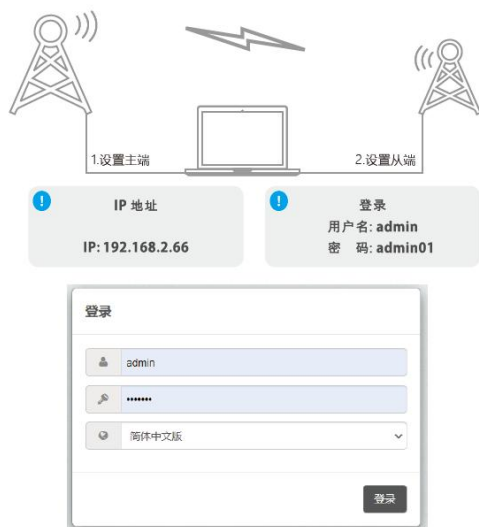 1.设置主端
2.设置从端
IP 地址
IP: 192.168.2.66
登录
用户名: admin
密 码: admin01
登录
admin
•••••••
简体中文版
登录